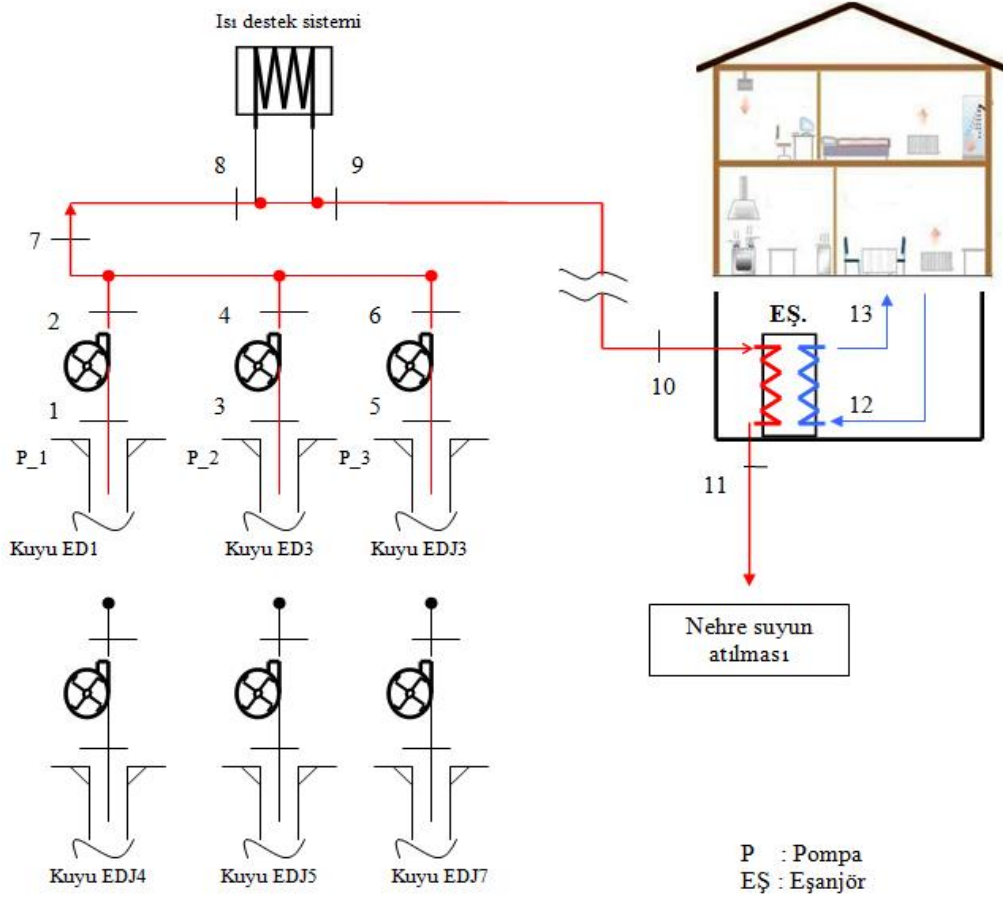 Isı destek sistemi
8
9
7
2
4
6
EŞ.
13
10
1
3
5
12
P_1
P_2
P_3
11
Kuyu ED1
Kuyu ED3
Kuyu EDJ3
Nehre suyun
atılması
Kuyu EDJ4
Kuyu EDJ5
Kuyu EDJ7
P : Pompa
EŞ : Eşanjör